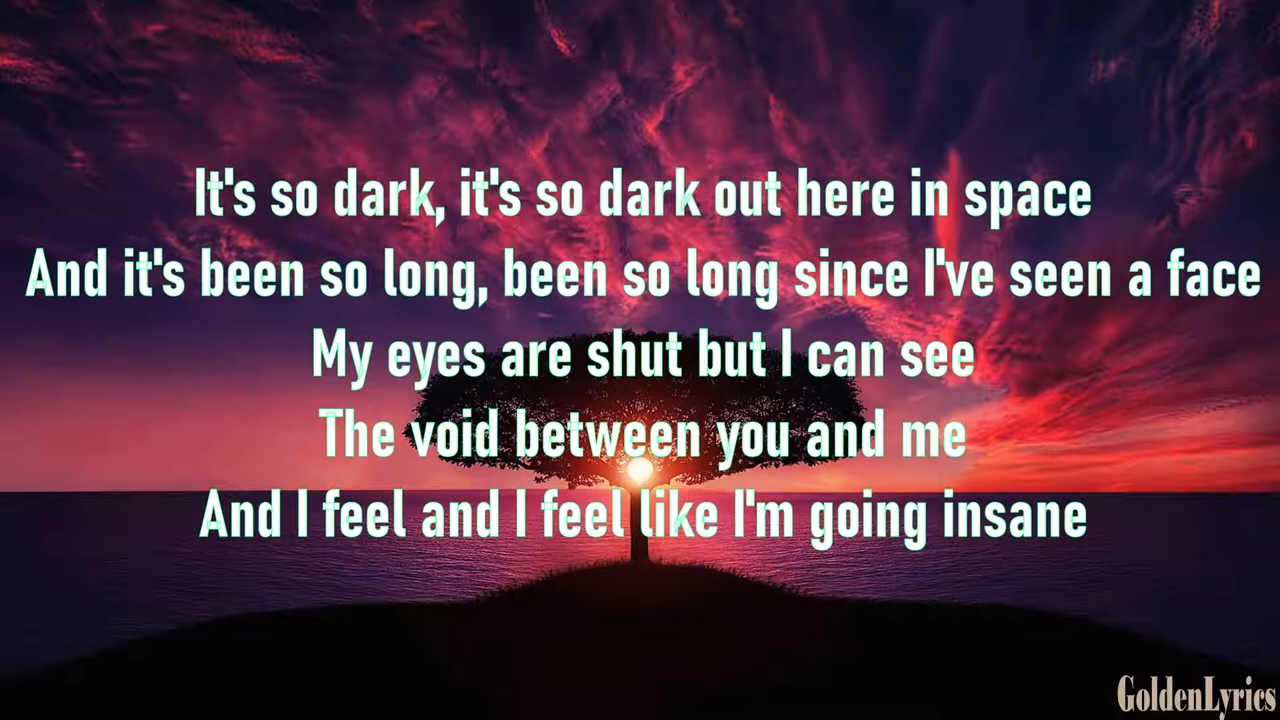 It's so dark, it's so dark out here in space
And it's been so long, been so long since I've seen a face
My eyes are shut but I can see
The void between you and me
And I feel and I feel like I'm going insane
GoldenLyrics